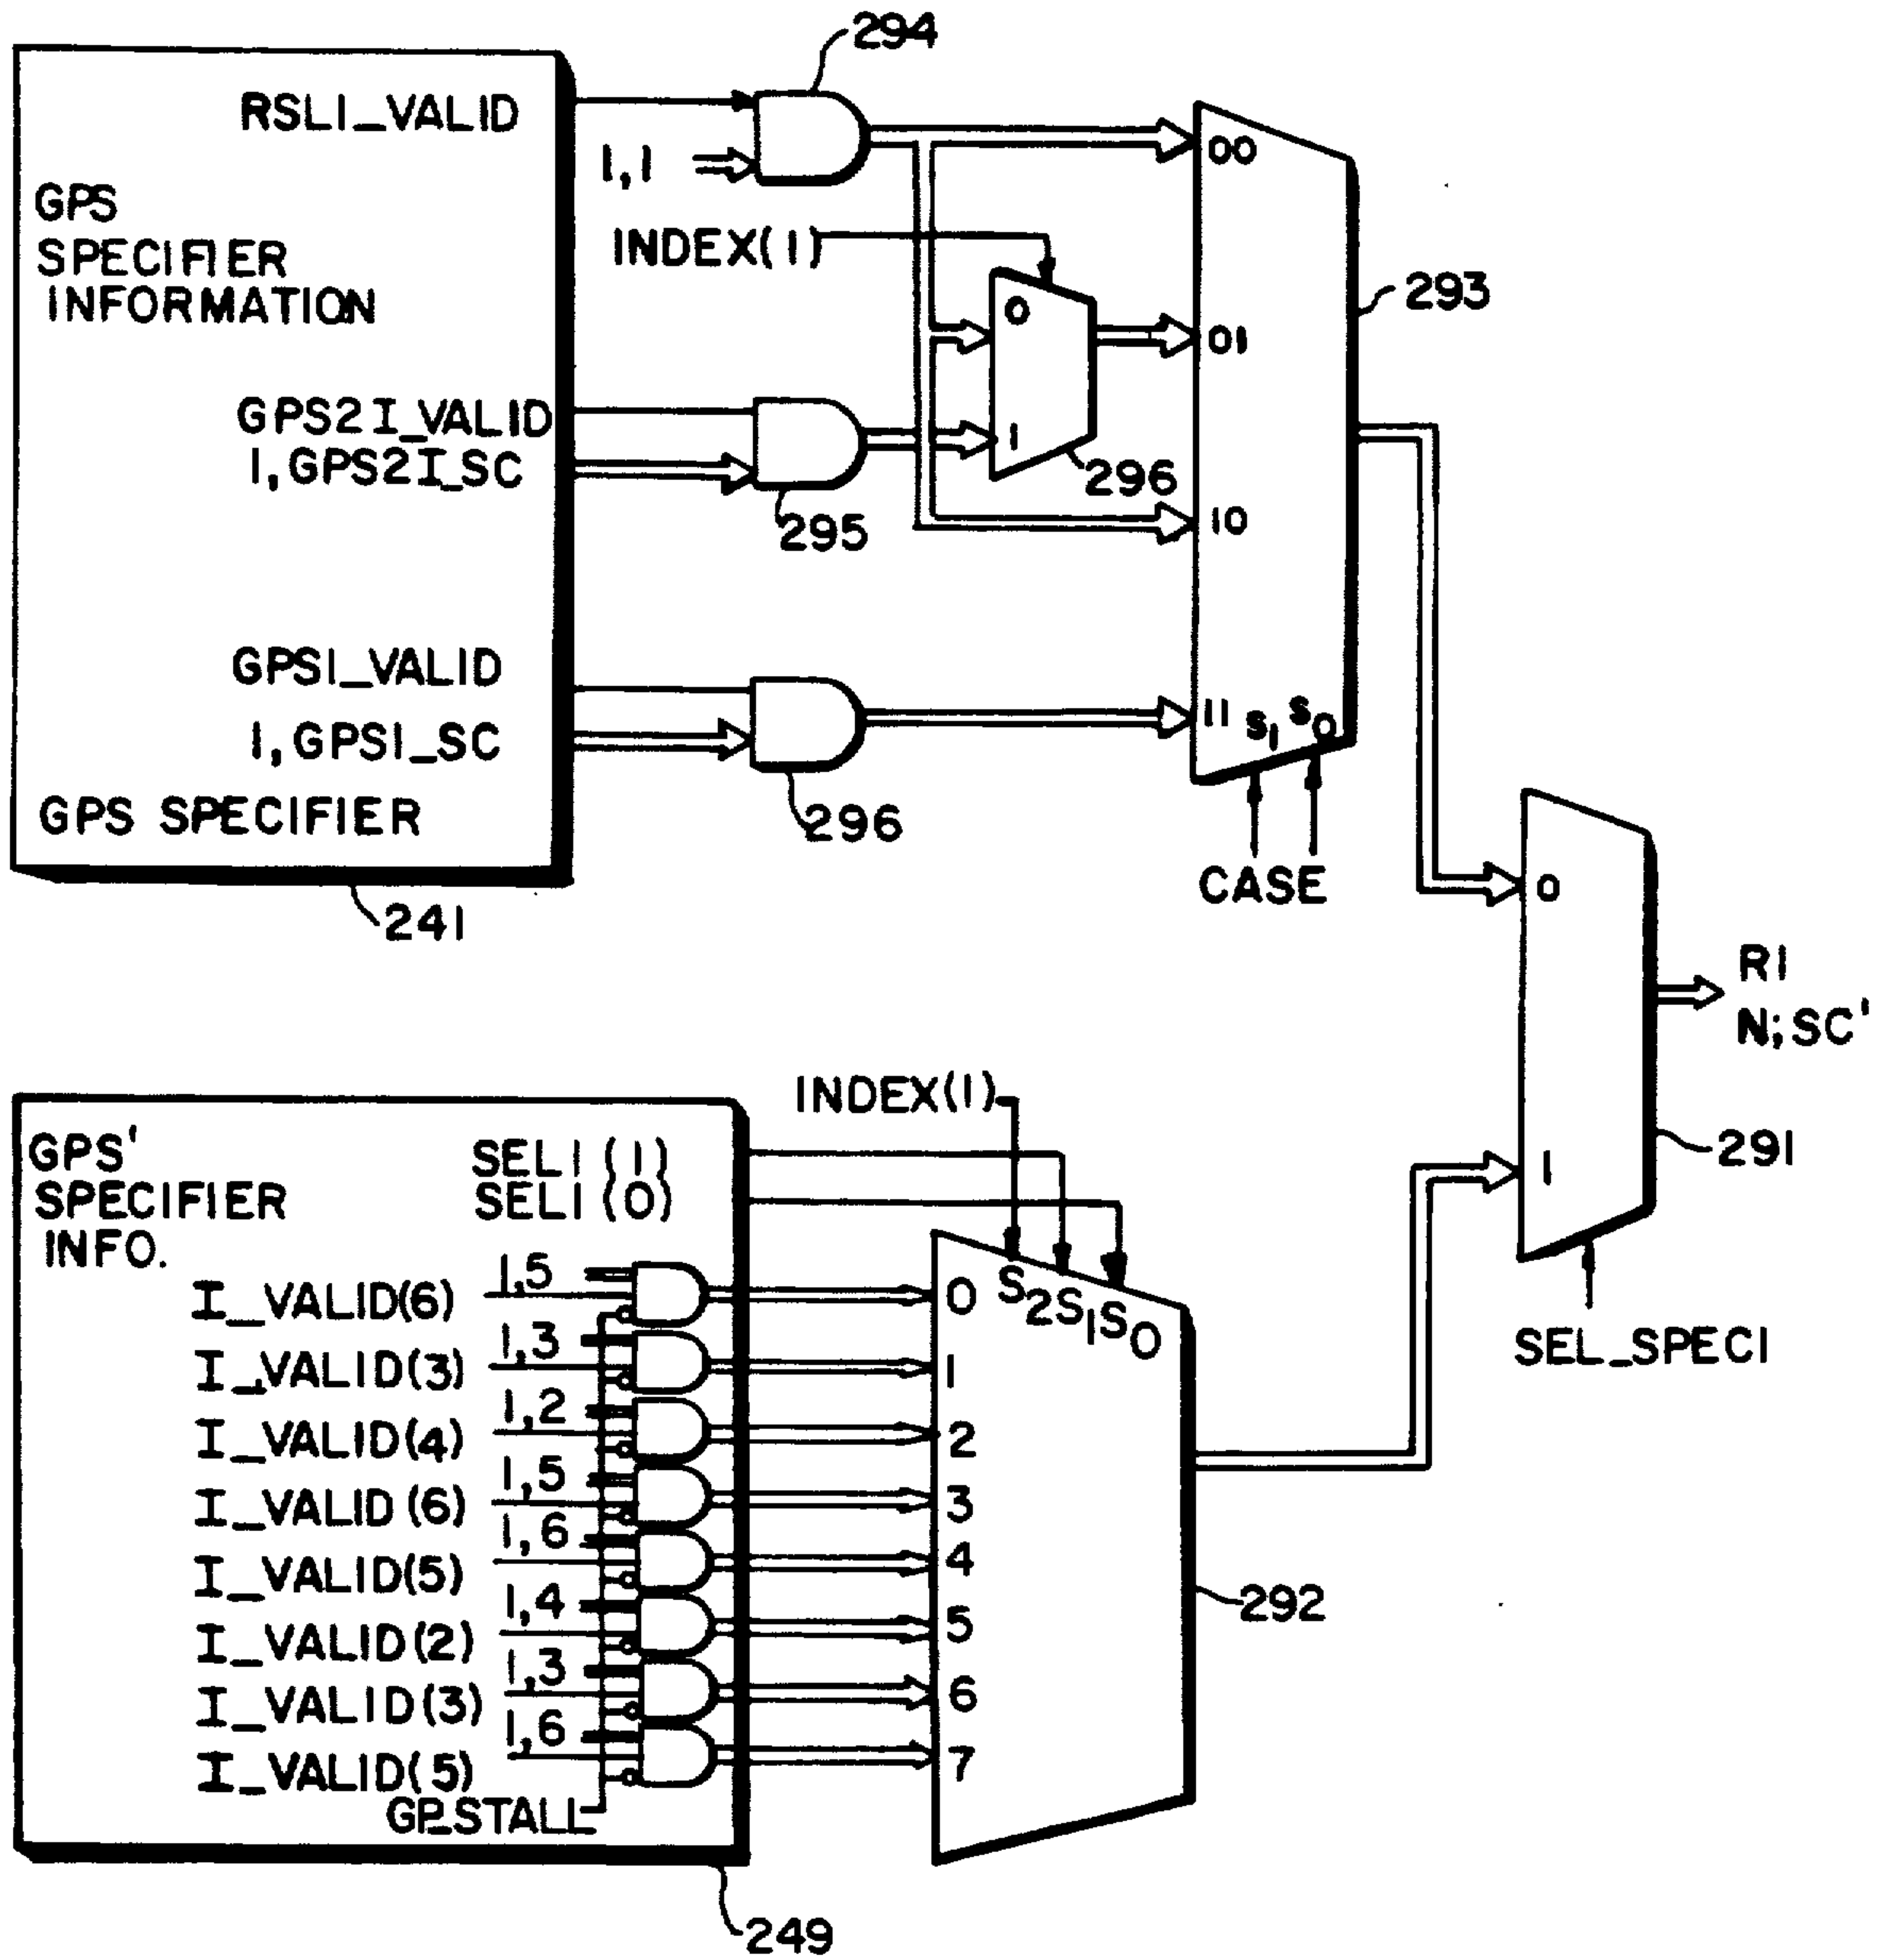 294
RSL1_VALID
1,1
00
GPS
SPECIFIER
INFORMATION
INDEX(1)
0
293
01
GPS2I_VALID
1,GPS2I_SC
1
296
295
10
GPS1_VALID
1,GPS1_SC
11 S1 S0
GPS SPECIFIER
296
CASE
241
0
R1
N;SC'
INDEX(1)
GPS'
SPECIFIER
INFO.
SEL1(1)
SEL1(0)
1
291
S2S1S0
SEL_SPEC1
1,5
I_VALID(6)
0
1,3
I_VALID(3)
1
1,2
I_VALID(4)
2
1,5
I_VALID(6)
3
1,6
I_VALID(5)
4
1,4
I_VALID(2)
5
292
1,3
I_VALID(3)
6
1,6
I_VALID(5)
7
GP_STALL
249